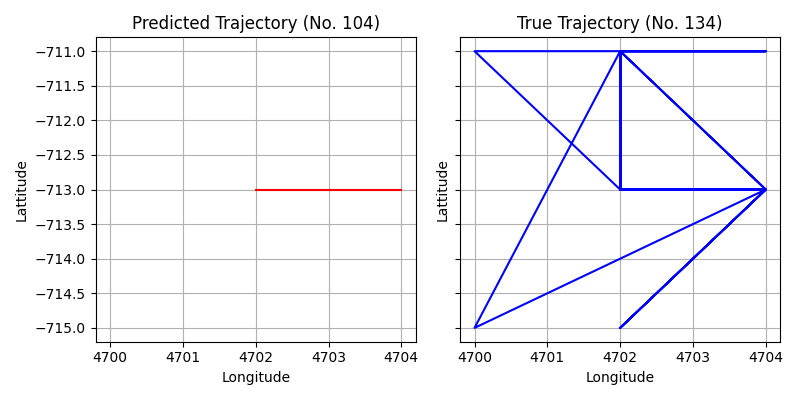 Predicted Trajectory (No. 104)
−711.0
−711.5
−712.0
−712.5
−713.0
−713.5
−714.0
−714.5
−715.0
Lattitude
4700 4701 4702 4703 4704
Longitude
True Trajectory (No. 134)
Lattitude
4700 4701 4702 4703 4704
Longitude